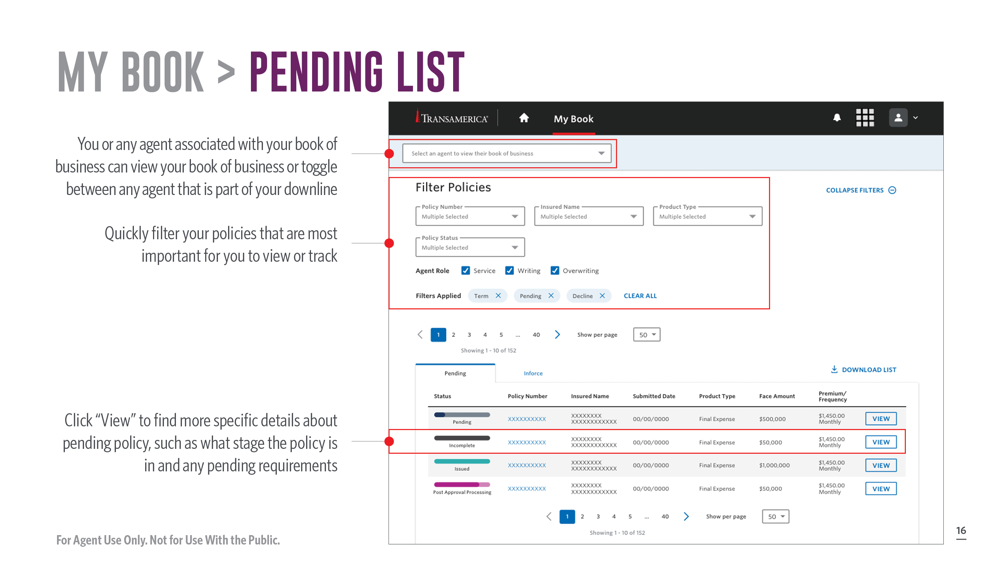 MY BOOK > PENDING LIST
You or any agent associated with your book of
business can view your book of business or toggle
between any agent that is part of your downline
Quickly filter your policies that are most
important for you to view or track
Click “View” to find more specific details about
pending policy, such as what stage the policy is
in and any pending requirements
TRANSAMERICA®
My Book
Select an agent to view their book of business
Filter Policies
COLLAPSE FILTERS
Policy Number
Multiple Selected
Insured Name
Multiple Selected
Product Type
Multiple Selected
Policy Status
Multiple Selected
Agent Role Service Writing Overwriting
Filters Applied Term Pending Decline CLEAR ALL
1 2 3 4 5 ... 40 Show per page 50
Showing 1 - 10 of 152
Pending Inforce DOWNLOAD LIST
Status Policy Number Insured Name Submitted Date Product Type Face Amount Premium/
Frequency
Pending XXXXXXXXXX XXXXXXXX
XXXXXXXXXXXX 00/00/0000 Final Expense $500,000 $1,450.00
Monthly VIEW
Incomplete XXXXXXXXXX XXXXXXXX
XXXXXXXXXXXX 00/00/0000 Final Expense $50,000 $1,450.00
Monthly VIEW
Issued XXXXXXXXXX XXXXXXXX
XXXXXXXXXXXX 00/00/0000 Final Expense $1,000,000 $1,450.00
Monthly VIEW
Post Approval Processing XXXXXXXXXX XXXXXXXX
XXXXXXXXXXXX 00/00/0000 Final Expense $50,000 $1,450.00
Monthly VIEW
1 2 3 4 5 ... 40 Show per page 50
Showing 1 - 10 of 152
For Agent Use Only. Not for Use With the Public.
16